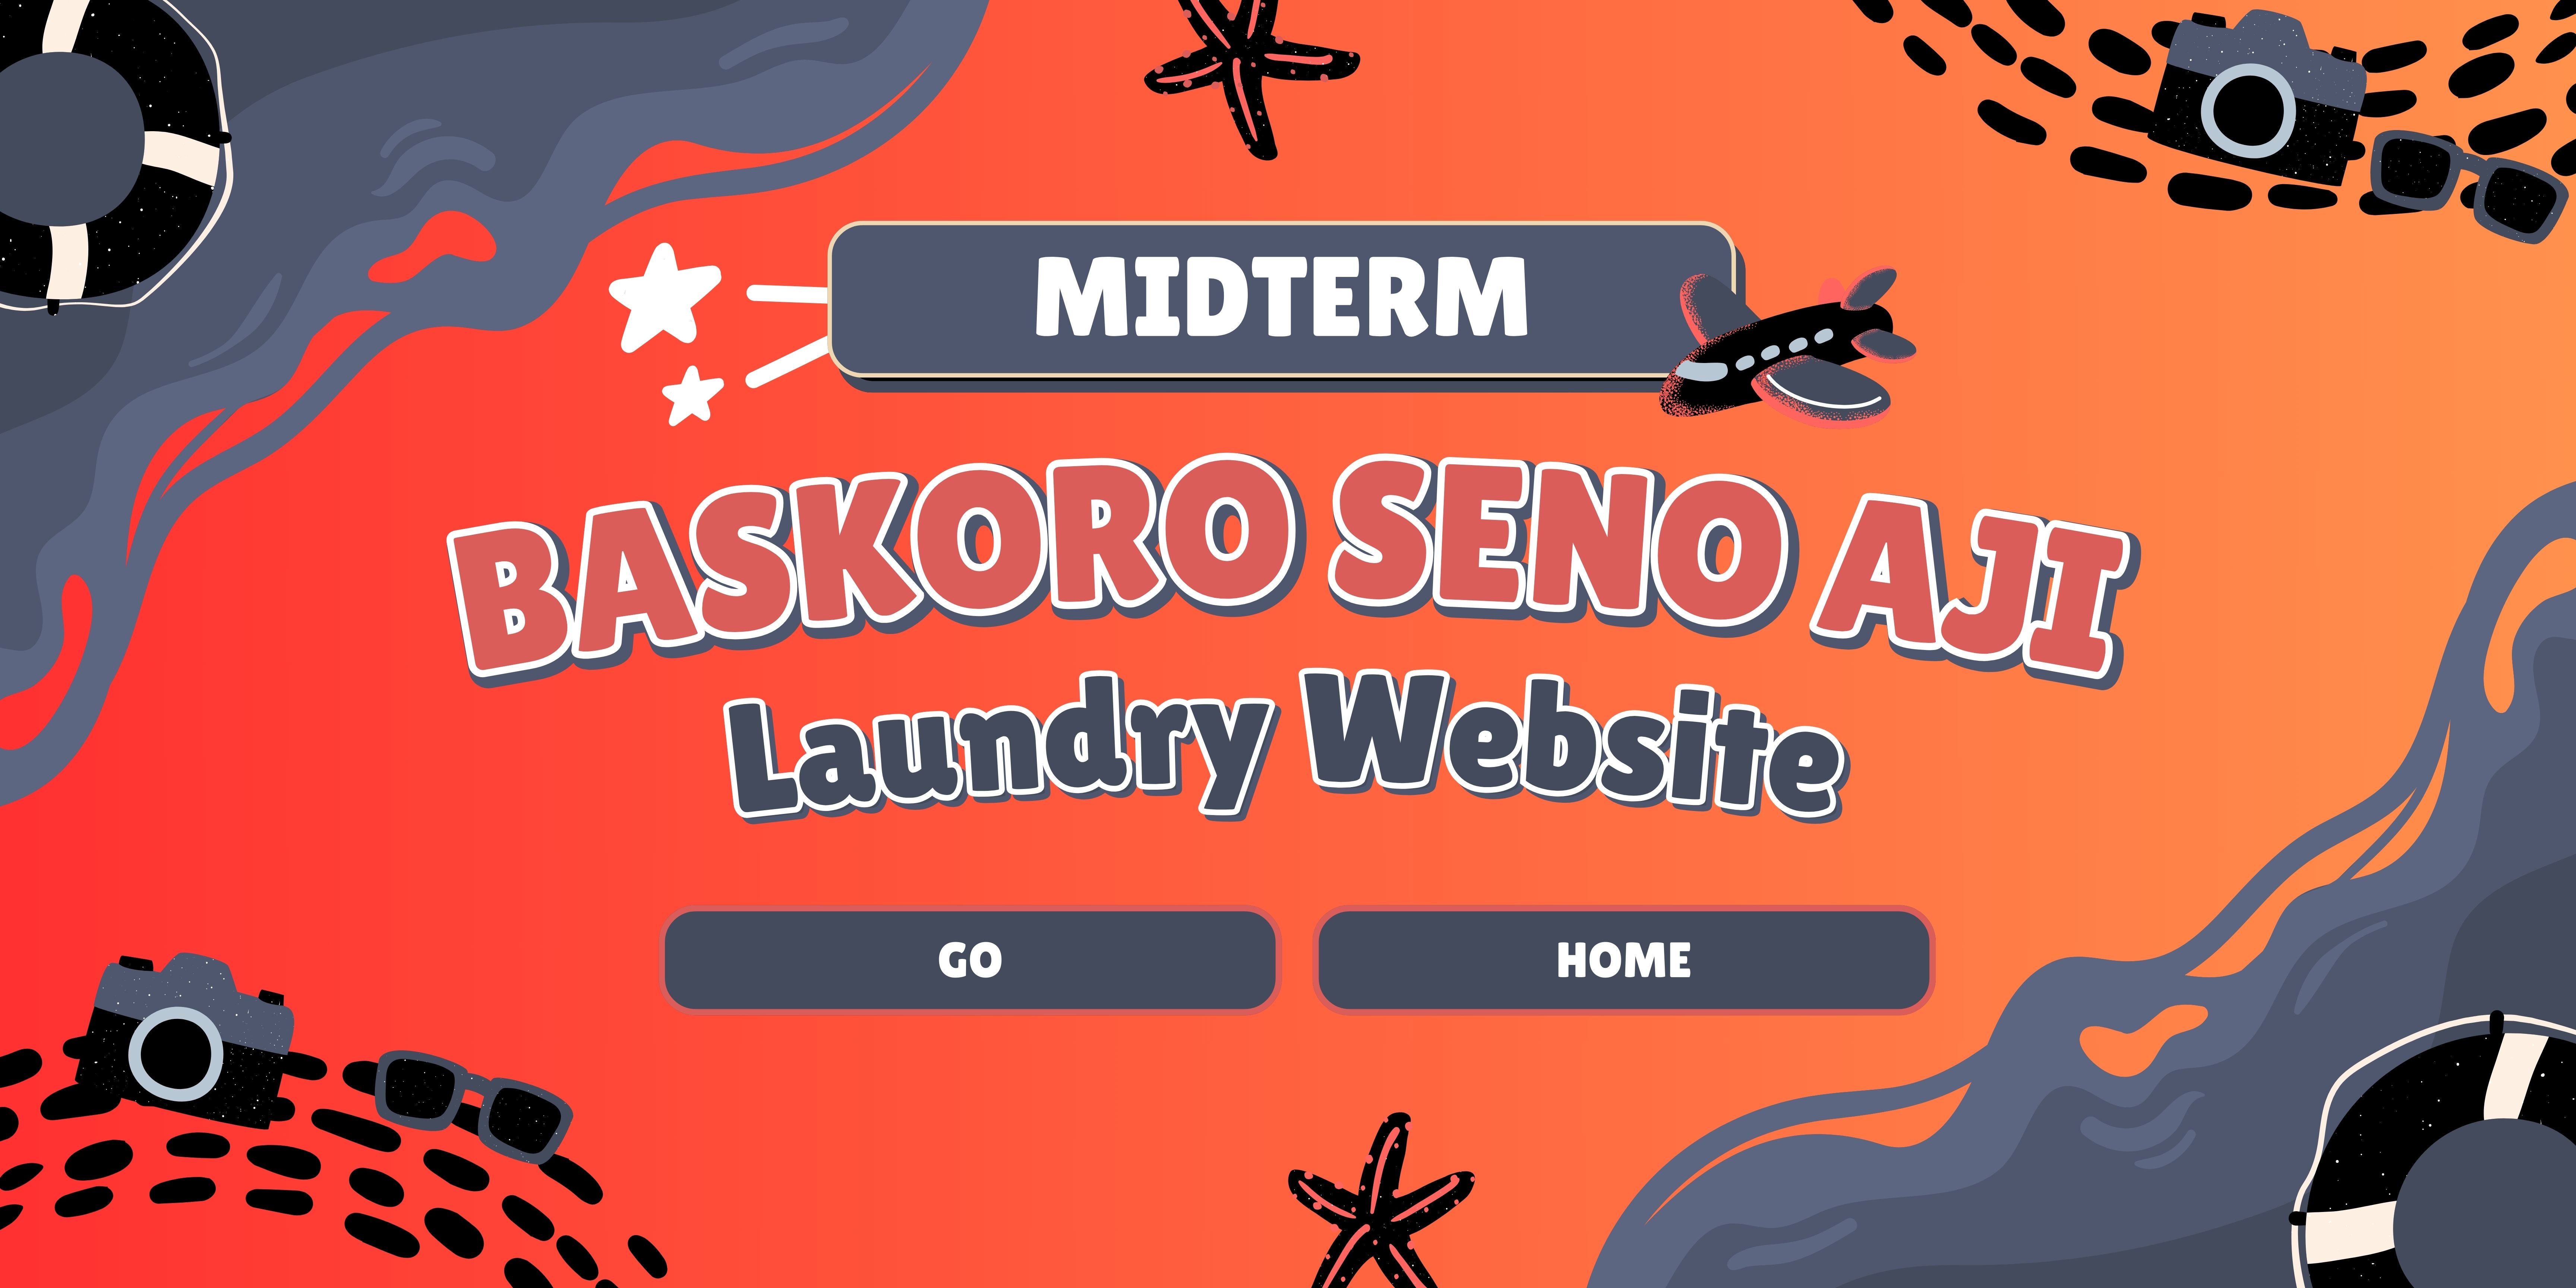 MIDTERM
BASKORO SENO AJI
Laundry Website
GO
HOME